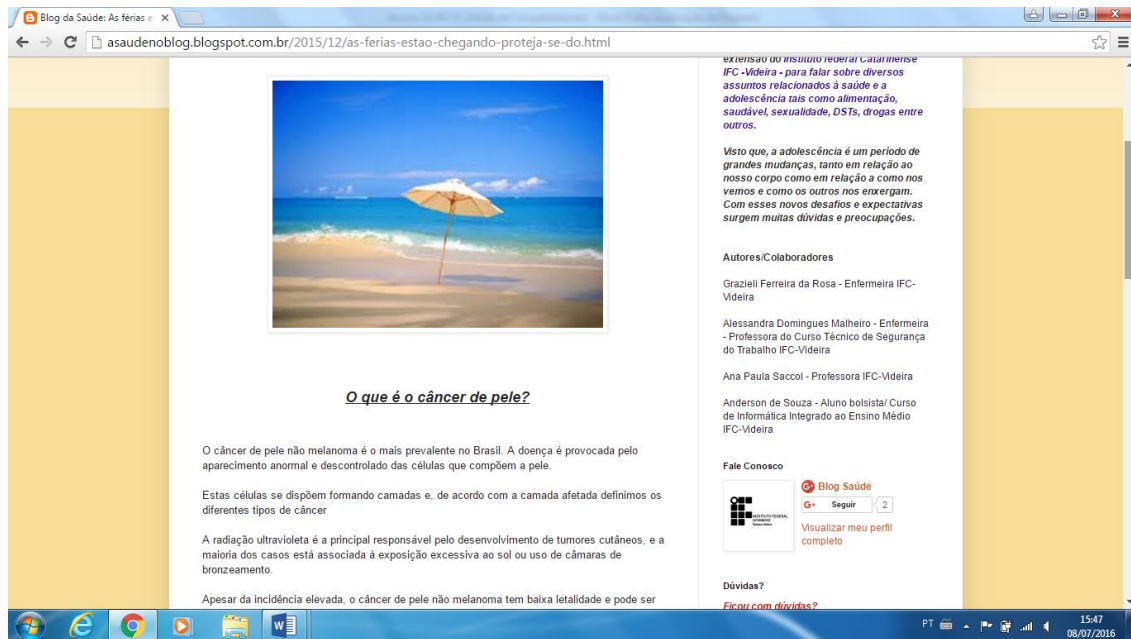 Blog da Saúde: As férias e
asaudenoblog.blogspot.com.br/2015/12/as-ferias-estao-chegando-proteja-se-do.html
O que é o câncer de pele?
O câncer de pele não melanoma é o mais prevalente no Brasil. A doença é provocada pelo
aparecimento anormal e descontrolado das células que compõem a pele.
Estas células se dispõem formando camadas e, de acordo com a camada afetada definimos os
diferentes tipos de câncer
A radiação ultravioleta é a principal responsável pelo desenvolvimento de tumores cutâneos, e a
maioria dos casos está associada à exposição excessiva ao sol ou uso de câmaras de
bronzeamento.
Apesar da incidência elevada, o câncer de pele não melanoma tem baixa letalidade e pode ser
extensão do Instituto federal Catarinense
IFC -Videira - para falar sobre diversos
assuntos relacionados à saúde e a
adolescência tais como alimentação,
saudável, sexualidade, DSTs, drogas entre
outros.
Visto que, a adolescência é um período de
grandes mudanças, tanto em relação ao
nosso corpo como em relação a como nos
vemos e como os outros nos enxergam.
Com esses novos desafios e expectativas
surgem muitas dúvidas e preocupações.
Autores/Colaboradores
Grazieli Ferreira da Rosa - Enfermeira IFC-
Videira
Alessandra Domingues Malheiro - Enfermeira
- Professora do Curso Técnico de Segurança
do Trabalho IFC-Videira
Ana Paula Saccol - Professora IFC-Videira
Anderson de Souza - Aluno bolsista/ Curso
de Informática Integrado ao Ensino Médio
IFC-Videira
Fale Conosco
Blog Saúde
G+ Seguir 2
Visualizar meu perfil
completo
INSTITUTO FEDERAL
Dúvidas?
Ficou com dúvidas?
PT
15:47
08/07/2016